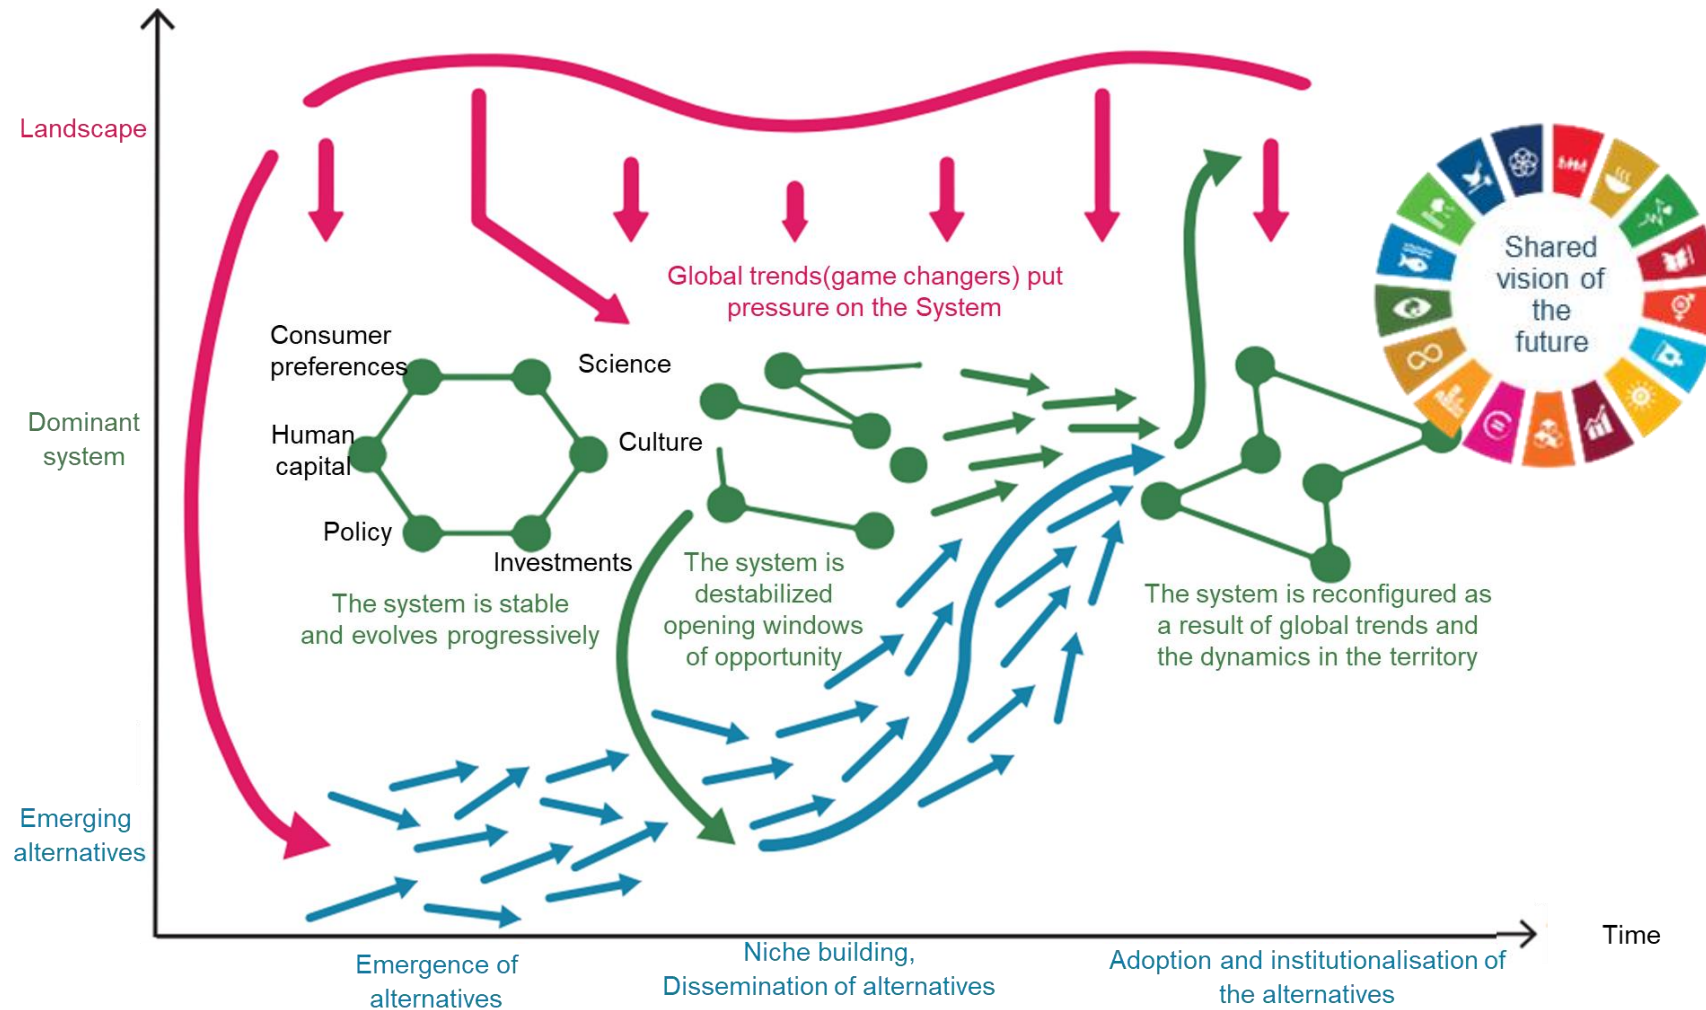 Landscape
Global trends(game changers) put
pressure on the System
Shared
vision of
the
future
Consumer
preferences
Science
Dominant
system
Human
capital
Culture
Policy
Investments
The system is stable
and evolves progressively
The system is
destabilized
opening windows
of opportunity
The system is reconfigured as
a result of global trends and
the dynamics in the territory
Emerging
alternatives
Time
Emergence of
alternatives
Niche building,
Dissemination of alternatives
Adoption and institutionalisation of
the alternatives